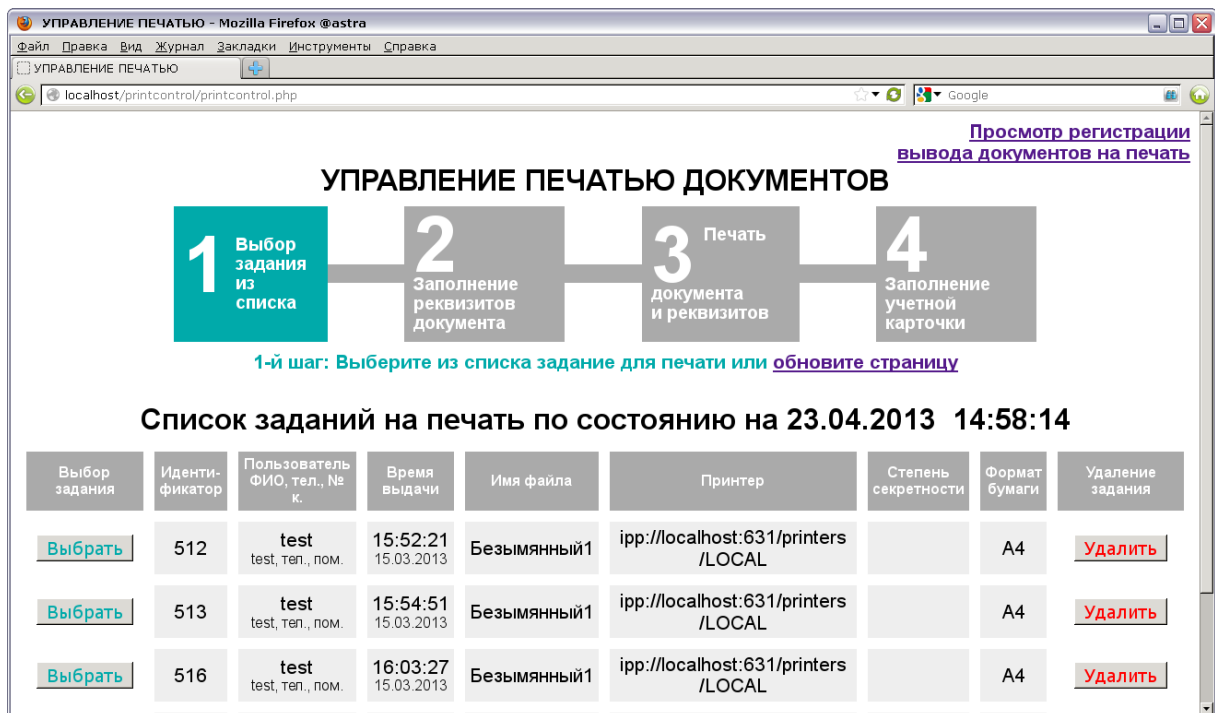 УПРАВЛЕНИЕ ПЕЧАТЬЮ - Mozilla Firefox @astra
Файл Правка Вид Журнал Закладки Инструменты Справка
УПРАВЛЕНИЕ ПЕЧАТЬЮ
localhost/printcontrol/printcontrol.php Google
Просмотр регистрации
вывода документов на печать
УПРАВЛЕНИЕ ПЕЧАТЬЮ ДОКУМЕНТОВ
1 Выбор
задания
из
списка
2
Заполнение
реквизитов
документа
3 Печать
документа
и реквизитов
4
Заполнение
учетной
карточки
1-й шаг: Выберите из списка задание для печати или обновите страницу
Список заданий на печать по состоянию на 23.04.2013 14:58:14
Выбор
задания
Иденти-
фикатор
Пользователь
ФИО, тел., №
к.
Время
выдачи
Имя файла
Принтер
Степень
секретности
Формат
бумаги
Удаление
задания
Выбрать
512
test
test, тел., пом.
15:52:21
15.03.2013
Безымянный1
ipp://localhost:631/printers
/LOCAL
A4
Удалить
Выбрать
513
test
test, тел., пом.
15:54:51
15.03.2013
Безымянный1
ipp://localhost:631/printers
/LOCAL
A4
Удалить
Выбрать
516
test
test, тел., пом.
16:03:27
15.03.2013
Безымянный1
ipp://localhost:631/printers
/LOCAL
A4
Удалить